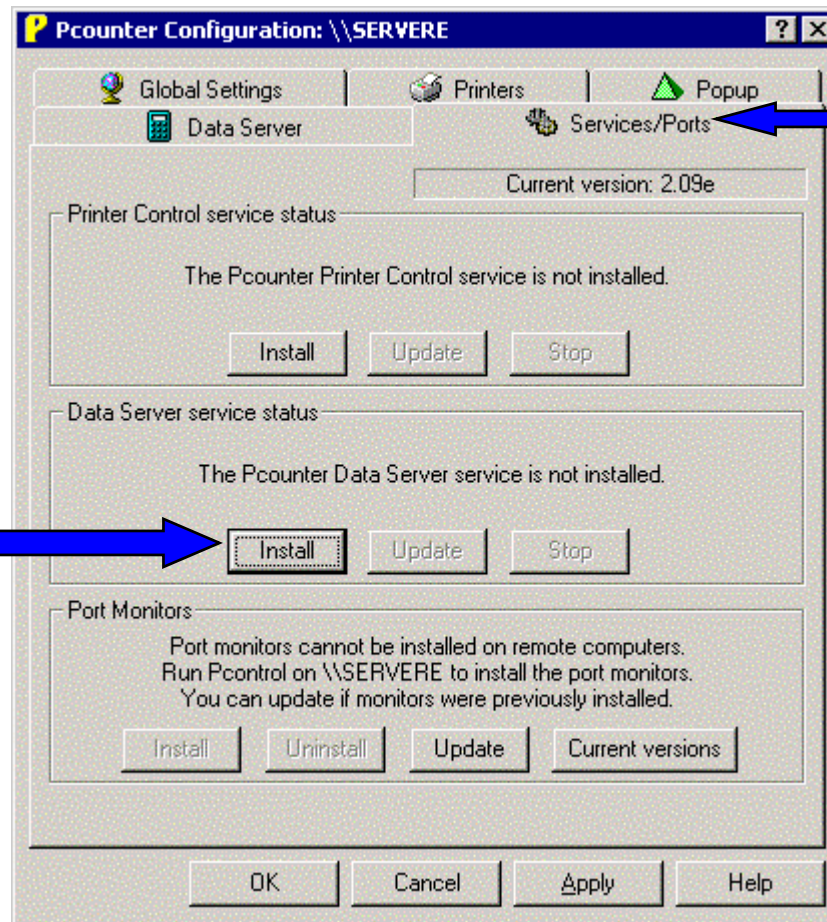 Pcounter Configuration: \\SERVERE
Global Settings Printers Popup
Data Server Services/Ports
Current version: 2.09e
Printer Control service status
The Pcounter Printer Control service is not installed.
Install Update Stop
Data Server service status
The Pcounter Data Server service is not installed.
Install Update Stop
Port Monitors
Port monitors cannot be installed on remote computers.
Run Pcontrol on \\SERVERE to install the port monitors.
You can update if monitors were previously installed.
Install Uninstall Update Current versions
OK Cancel Apply Help